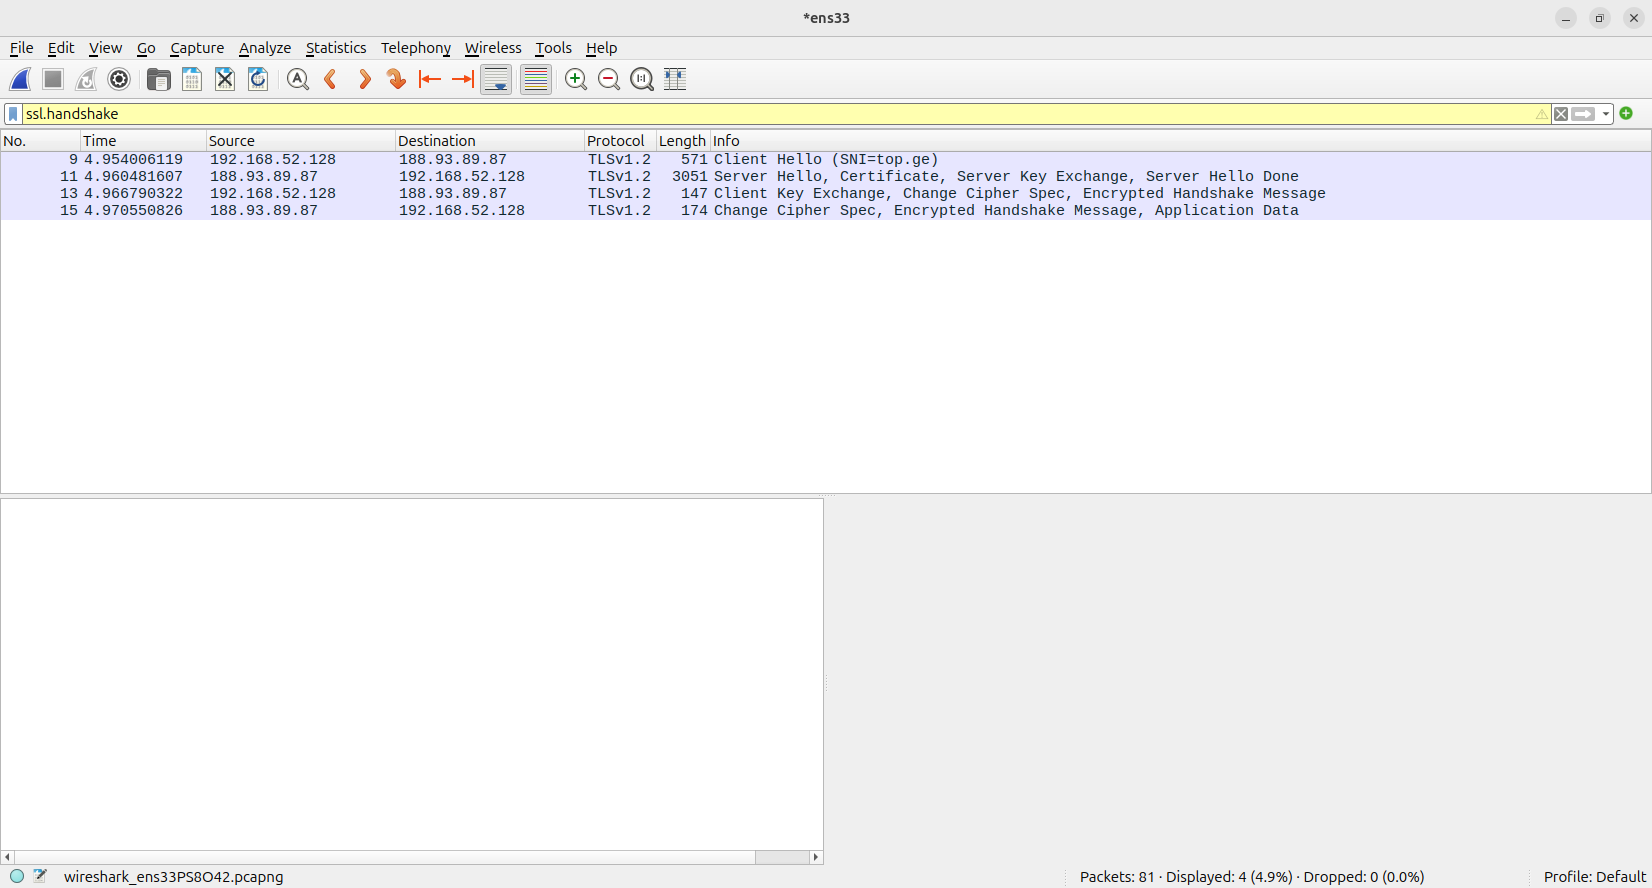 *ens33
File Edit View Go Capture Analyze Statistics Telephony Wireless Tools Help
ssl.handshake
No. Time Source Destination Protocol Length Info
9 4.954006119 192.168.52.128 188.93.89.87 TLSv1.2 571 Client Hello (SNI=top.ge)
11 4.960481607 188.93.89.87 192.168.52.128 TLSv1.2 3051 Server Hello, Certificate, Server Key Exchange, Server Hello Done
13 4.966790322 192.168.52.128 188.93.89.87 TLSv1.2 147 Client Key Exchange, Change Cipher Spec, Encrypted Handshake Message
15 4.970550826 188.93.89.87 192.168.52.128 TLSv1.2 174 Change Cipher Spec, Encrypted Handshake Message, Application Data
wireshark_ens33PS8O42.pcapng Packets: 81 · Displayed: 4 (4.9%) · Dropped: 0 (0.0%) Profile: Default